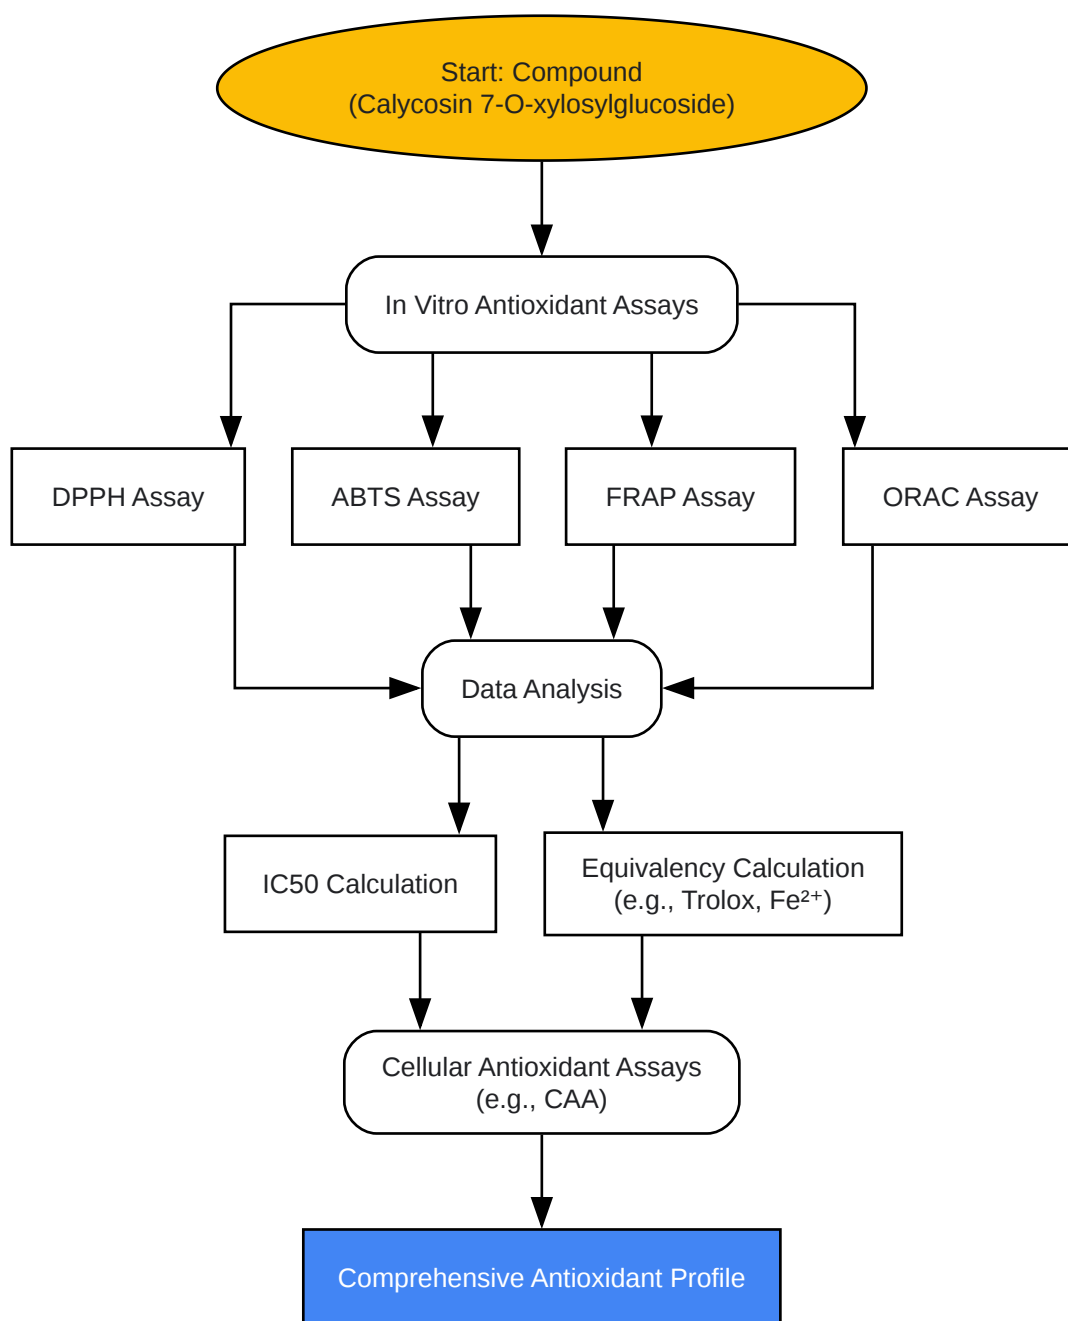 Start: Compound
(Calycosin 7-O-xylosylglucoside)
In Vitro Antioxidant Assays
DPPH Assay
ABTS Assay
FRAP Assay
ORAC Assay
Data Analysis
IC50 Calculation
Equivalency Calculation
(e.g., Trolox, Fe²⁺)
Cellular Antioxidant Assays
(e.g., CAA)
Comprehensive Antioxidant Profile